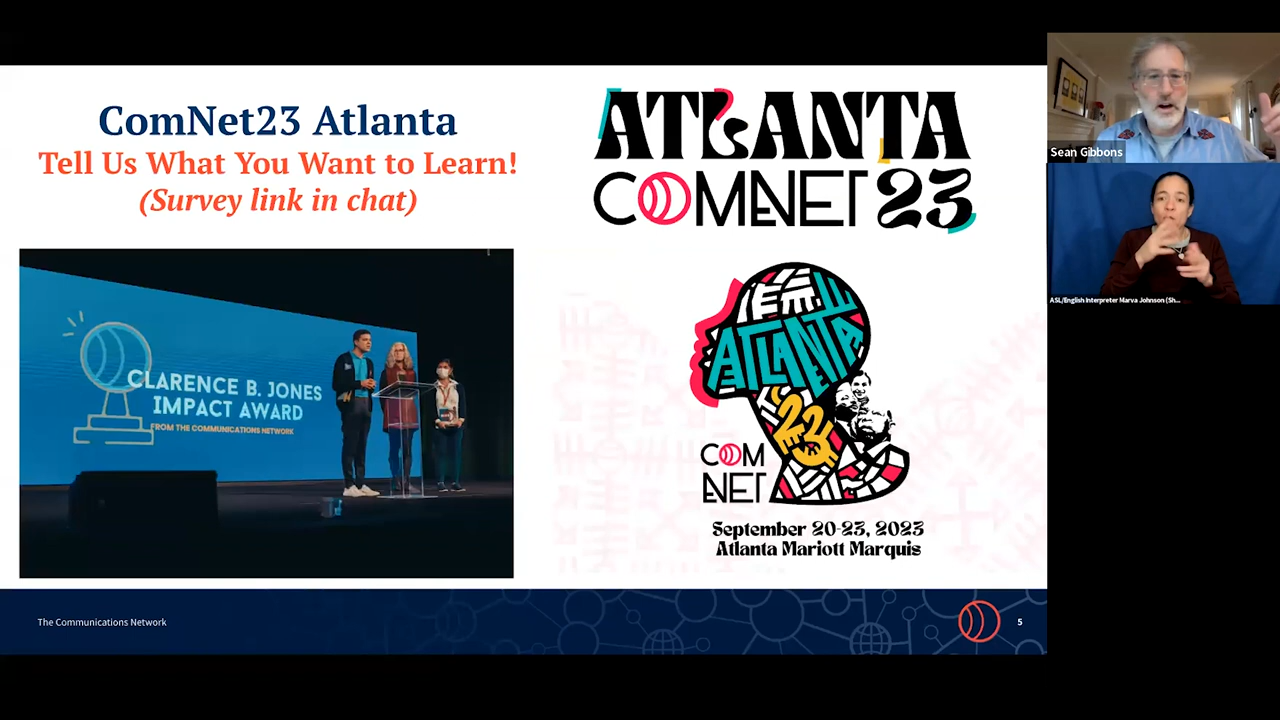 ComNet23 Atlanta
Tell Us What You Want to Learn!
(Survey link in chat)
CLARENCE B. JONES
IMPACT AWARD
FROM THE COMMUNICATIONS NETWORK
ATLANTA
COMNET 23
ATLANTA
23
COM
NET
September 20-23, 2023
Atlanta Mariott Marquis
The Communications Network
5
Sean Gibbons
ASL/English Interpreter Marva Johnson (Sh...